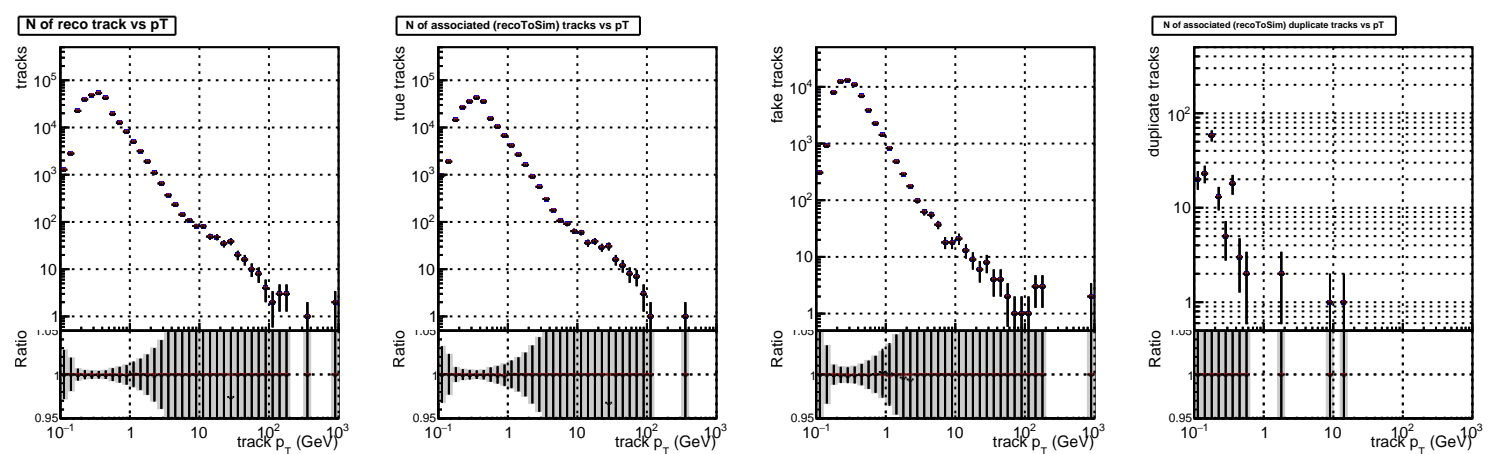 N of reco track vs pT
tracks
10^5
10^4
10^3
10^2
10
1
Ratio
1.05
1
0.95
10^-1 1 10 10^2 10^3
track p_T (GeV)
N of associated (recoToSim) tracks vs pT
true tracks
10^5
10^4
10^3
10^2
10
1
Ratio
1.05
1
0.95
10^-1 1 10 10^2 10^3
track p_T (GeV)
fake tracks
10^4
10^3
10^2
10
1
Ratio
1.05
1
0.95
10^-1 1 10 10^2 10^3
track p_T (GeV)
N of associated (recoToSim) duplicate tracks vs pT
duplicate tracks
10^2
10
1
Ratio
1.05
1
0.95
10^-1 1 10 10^2 10^3
track p_T (GeV)